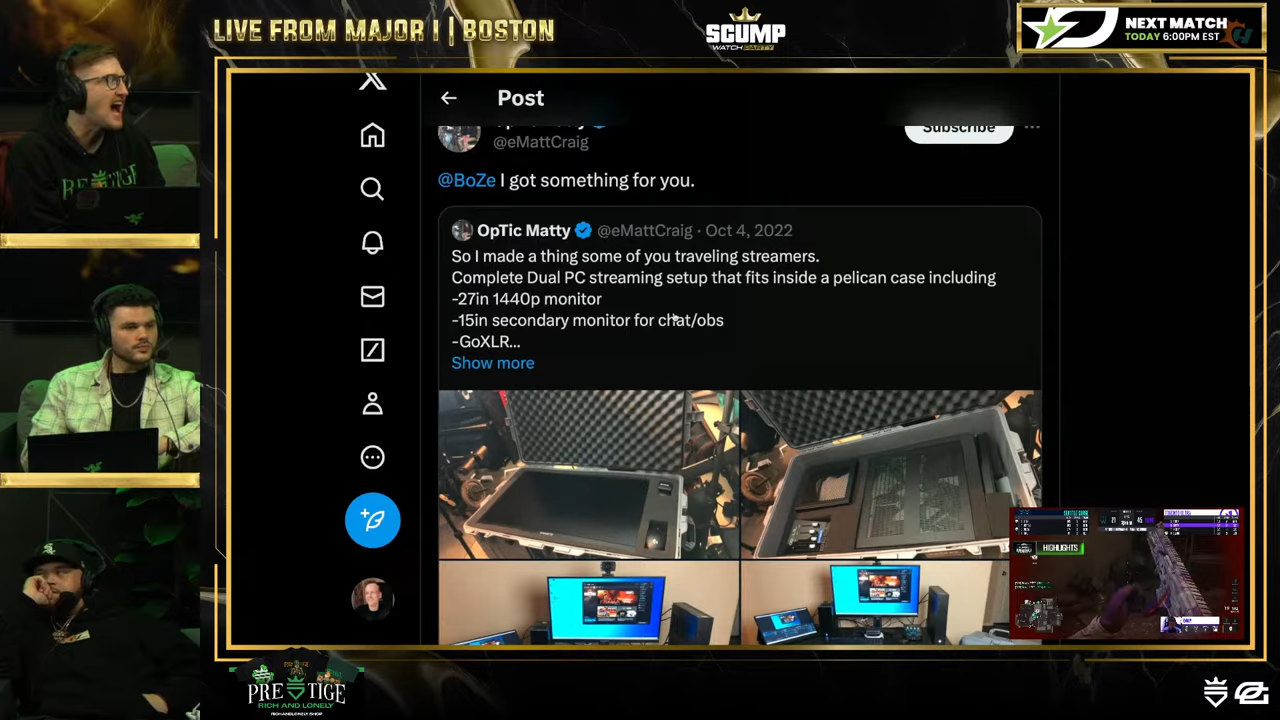 LIVE FROM MAJOR I | BOSTON
SCUMP
WATCH PARTY
NEXT MATCH
TODAY 6:00PM EST
Post
@eMattCraig
Subscribe
@BoZe I got something for you.
OpTic Matty @eMattCraig · Oct 4, 2022
So I made a thing some of you traveling streamers.
Complete Dual PC streaming setup that fits inside a pelican case including
-27in 1440p monitor
-15in secondary monitor for chat/obs
-GoXLR...
Show more
HIGHLIGHTS
PRESTIGE
RICH AND LONELY
RICHANDLONELY.SHOP